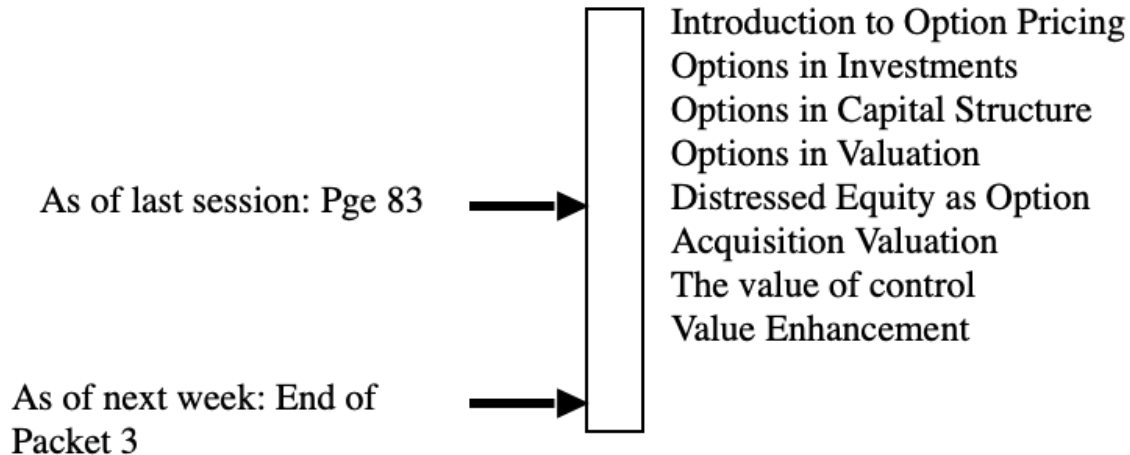 Introduction to Option Pricing
Options in Investments
Options in Capital Structure
Options in Valuation
As of last session: Pge 83
Distressed Equity as Option
Acquisition Valuation
The value of control
Value Enhancement
As of next week: End of
Packet 3